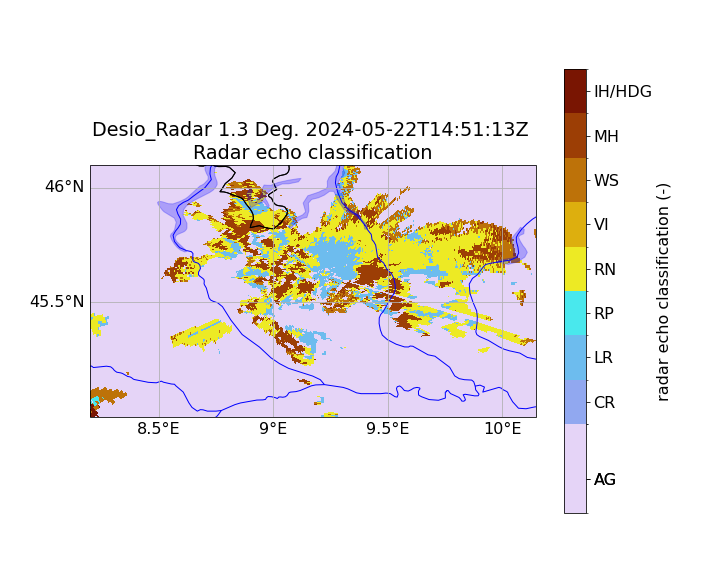 Desio_Radar 1.3 Deg. 2024-05-22T14:51:13Z
Radar echo classification
46°N
45.5°N
8.5°E
9°E
9.5°E
10°E
IH/HDG
MH
WS
VI
RN
RP
LR
CR
AG
radar echo classification (-)